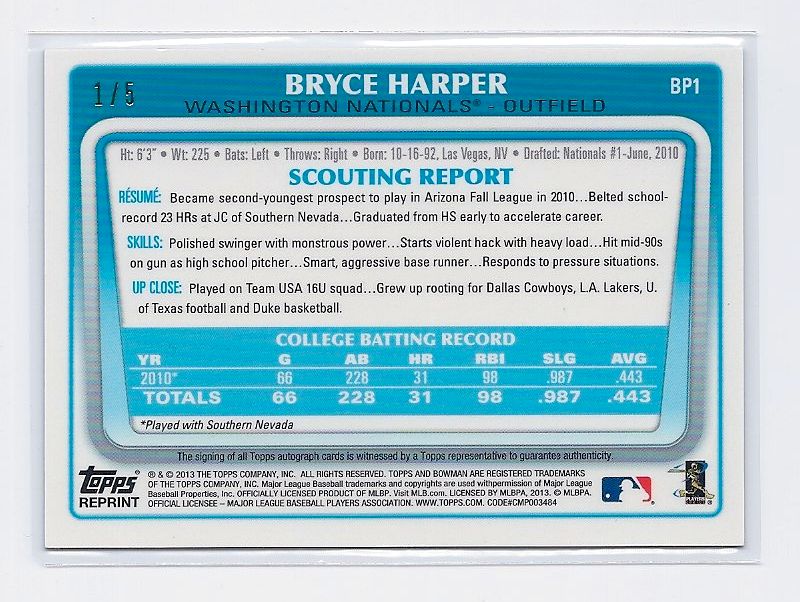 1/5
BRYCE HARPER
BP1
WASHINGTON NATIONALS® - OUTFIELD
Ht: 6'3" • Wt: 225 • Bats: Left • Throws: Right • Born: 10-16-92, Las Vegas, NV • Drafted: Nationals #1-June, 2010
SCOUTING REPORT
RÉSUMÉ: Became second-youngest prospect to play in Arizona Fall League in 2010...Belted school-
record 23 HRs at JC of Southern Nevada...Graduated from HS early to accelerate career.
SKILLS: Polished swinger with monstrous power...Starts violent hack with heavy load...Hit mid-90s
on gun as high school pitcher...Smart, aggressive base runner...Responds to pressure situations.
UP CLOSE: Played on Team USA 16U squad...Grew up rooting for Dallas Cowboys, L.A. Lakers, U.
of Texas football and Duke basketball.
COLLEGE BATTING RECORD
YR G AB HR RBI SLG AVG
2010* 66 228 31 98 .987 .443
TOTALS 66 228 31 98 .987 .443
*Played with Southern Nevada
The signing of all Topps autograph cards is witnessed by a Topps representative to guarantee authenticity.
Topps
REPRINT
® & © 2013 THE TOPPS COMPANY, INC. ALL RIGHTS RESERVED. TOPPS AND BOWMAN ARE REGISTERED TRADEMARKS
OF THE TOPPS COMPANY, INC. Major League Baseball trademarks and copyrights are used withpermission of Major League
Baseball Properties, Inc. OFFICIALLY LICENSED PRODUCT OF MLBP. Visit MLB.com. LICENSED BY MLBPA, 2013. © MLBPA.
OFFICIAL LICENSEE – MAJOR LEAGUE BASEBALL PLAYERS ASSOCIATION. WWW.TOPPS.COM. CODE#CMP003484